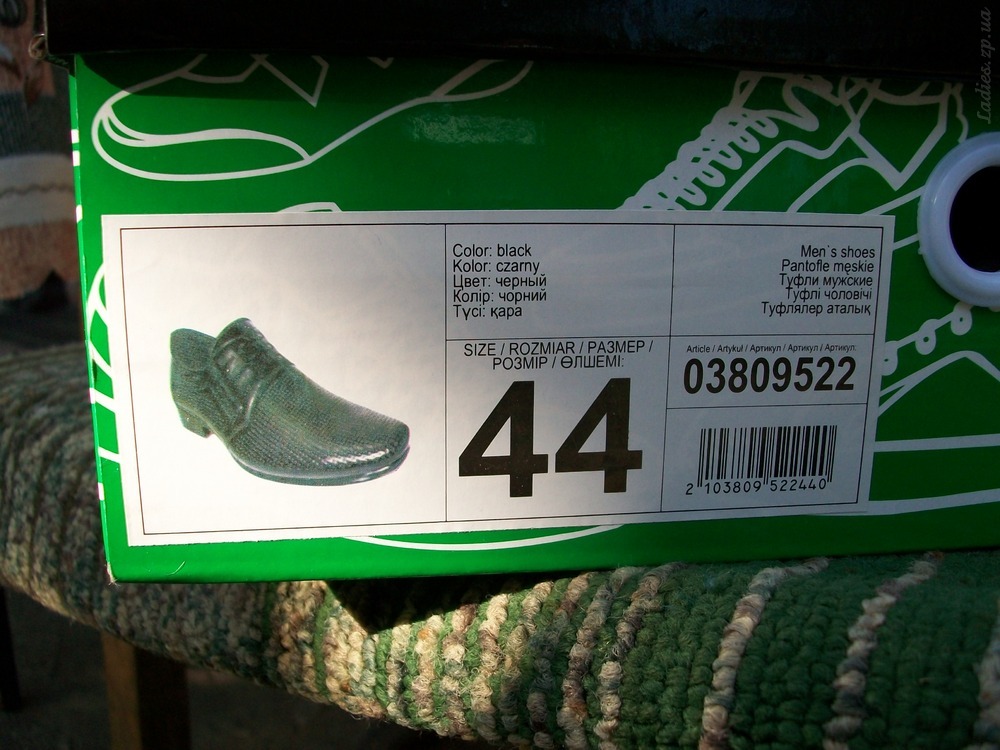 Color: black
Kolor: czarny
Цвет: черный
Колір: чорний
Түсі: қара
Men`s shoes
Pantofle męskie
Туфли мужские
Туфлі чоловічі
Туфлялер аталық
SIZE / ROZMIAR / РАЗМЕР /
РОЗМІР / ӨЛШЕМІ:
44
Article / Artykuł / Артикул / Артикул / Артикул:
03809522
2 103809 522440
Ladies.zp.ua